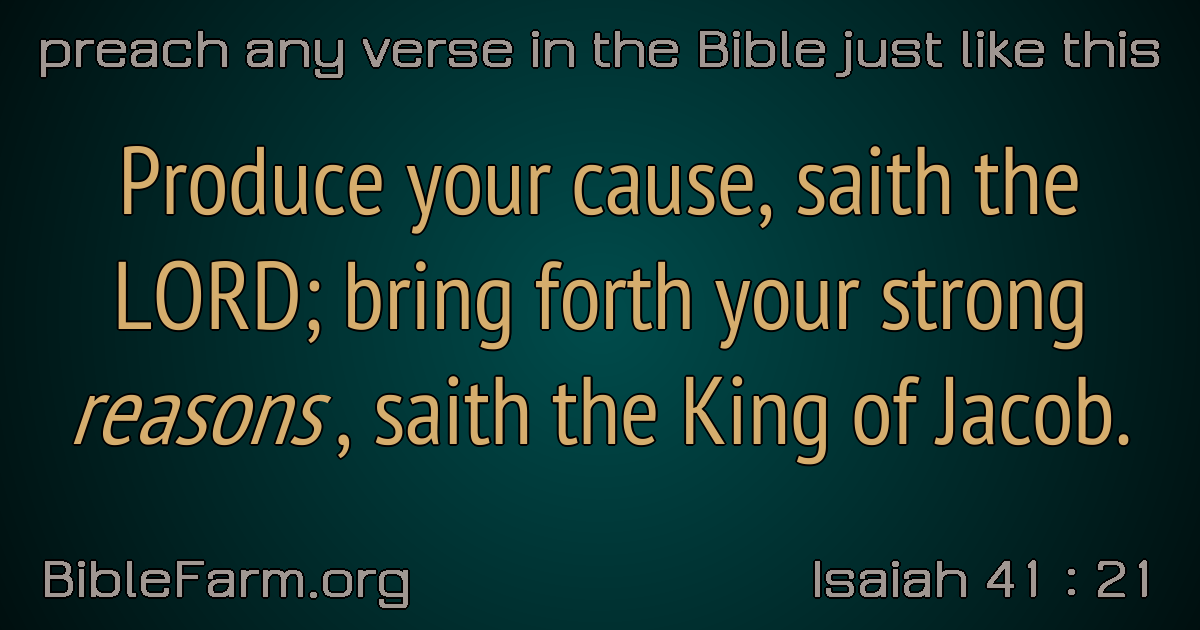 preach any verse in the Bible just like this
Produce your cause, saith the
LORD; bring forth your strong
reasons, saith the King of Jacob.
BibleFarm.org
Isaiah 41 : 21